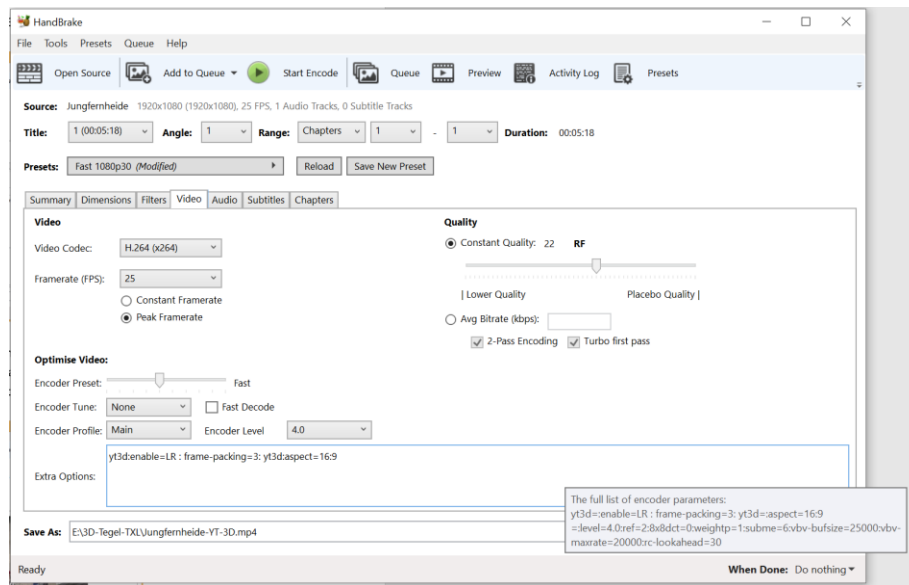 HandBrake
File Tools Presets Queue Help
Open Source Add to Queue Start Encode Queue Preview Activity Log Presets
Source: Jungfernheide 1920x1080 (1920x1080), 25 FPS, 1 Audio Tracks, 0 Subtitle Tracks
Title: 1 (00:05:18) Angle: 1 Range: Chapters 1 - 1 Duration: 00:05:18
Presets: Fast 1080p30 (Modified) Reload Save New Preset
Summary Dimensions Filters Video Audio Subtitles Chapters
Video
Quality
Video Codec: H.264 (x264)
Constant Quality: 22 RF
Framerate (FPS): 25
| Lower Quality Placebo Quality |
Constant Framerate
Peak Framerate
Avg Bitrate (kbps):
2-Pass Encoding Turbo first pass
Optimise Video:
Encoder Preset: Fast
Encoder Tune: None Fast Decode
Encoder Profile: Main Encoder Level 4.0
Extra Options: yt3d:enable=LR : frame-packing=3: yt3d:aspect=16:9
The full list of encoder parameters:
yt3d=:enable=LR : frame-packing=3: yt3d=:aspect=16:9
=:level=4.0:ref=2:8x8dct=0:weightp=1:subme=6:vbv-bufsize=25000:vbv-
maxrate=20000:rc-lookahead=30
Save As: E:\3D-Tegel-TXL\Jungfernheide-YT-3D.mp4
Ready When Done: Do nothing